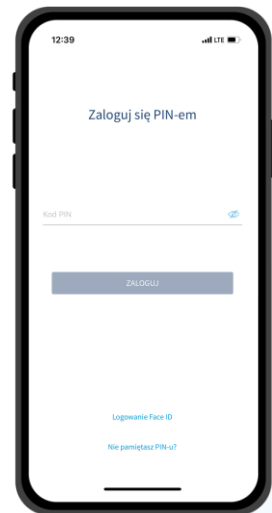 12:39
LTE
Zaloguj się PIN-em
Kod PIN
ZALOGUJ
Logowanie Face ID
Nie pamiętasz PIN-u?